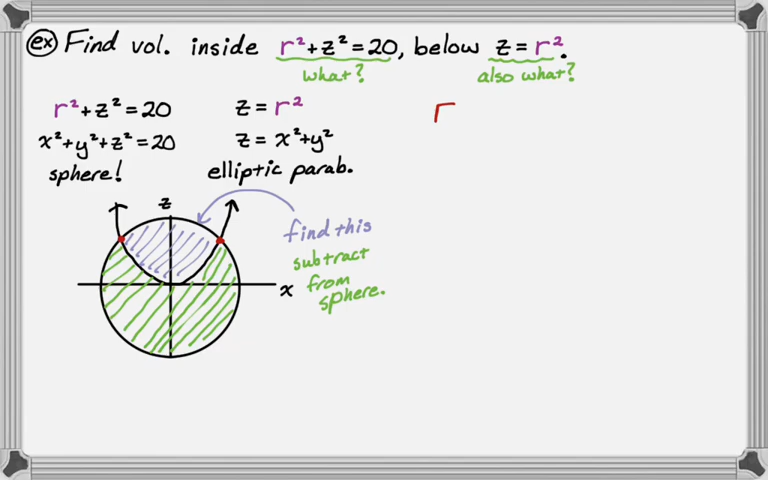 ex Find vol. inside r²+z²=20, below z=r².
what? also what?
r²+z²=20 z=r²
x²+y²+z²=20 z=x²+y²
sphere! elliptic parab.
z
find this
subtract
from
sphere.
x
r